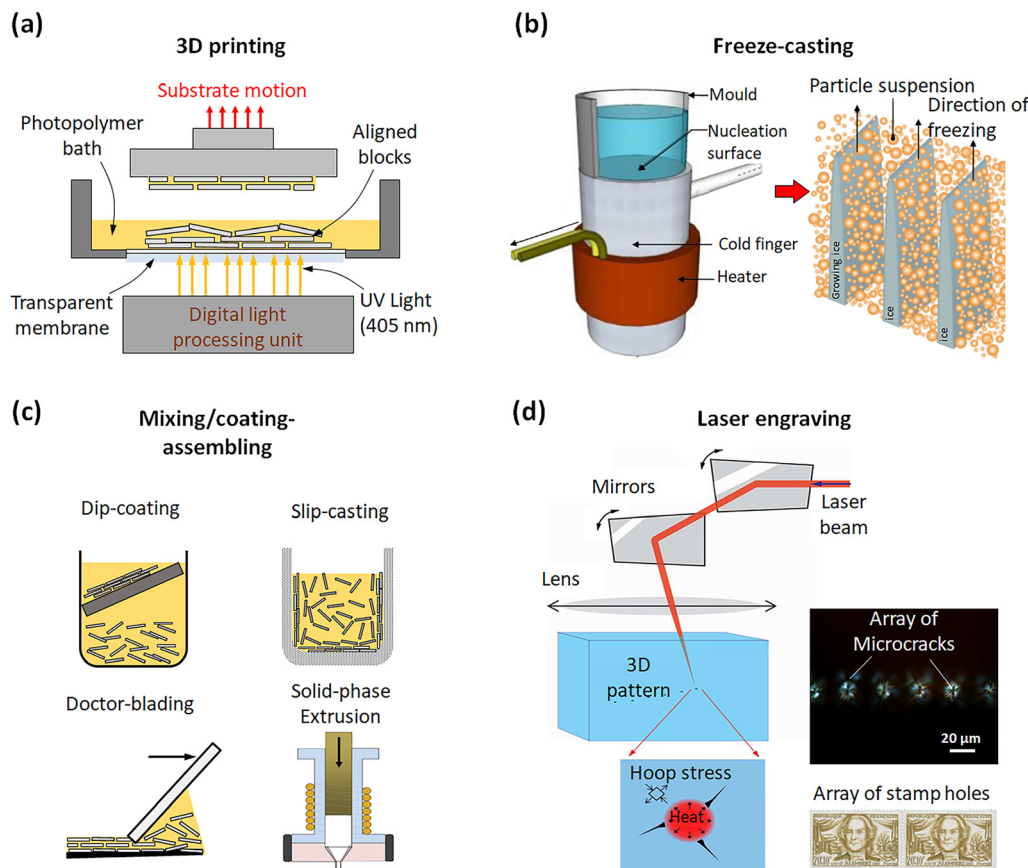 (a)
3D printing
Substrate motion
Photopolymer
bath
Aligned
blocks
Transparent
membrane
UV Light
(405 nm)
Digital light
processing unit
(b)
Freeze-casting
Mould
Nucleation
surface
Cold finger
Heater
Particle suspension
Direction of
freezing
Growing ice
ice
ice
(c)
Mixing/coating-
assembling
Dip-coating
Slip-casting
Doctor-blading
Solid-phase
Extrusion
(d)
Laser engraving
Mirrors
Laser
beam
Lens
3D
pattern
Hoop stress
Heat
Array of
Microcracks
20 µm
Array of stamp holes